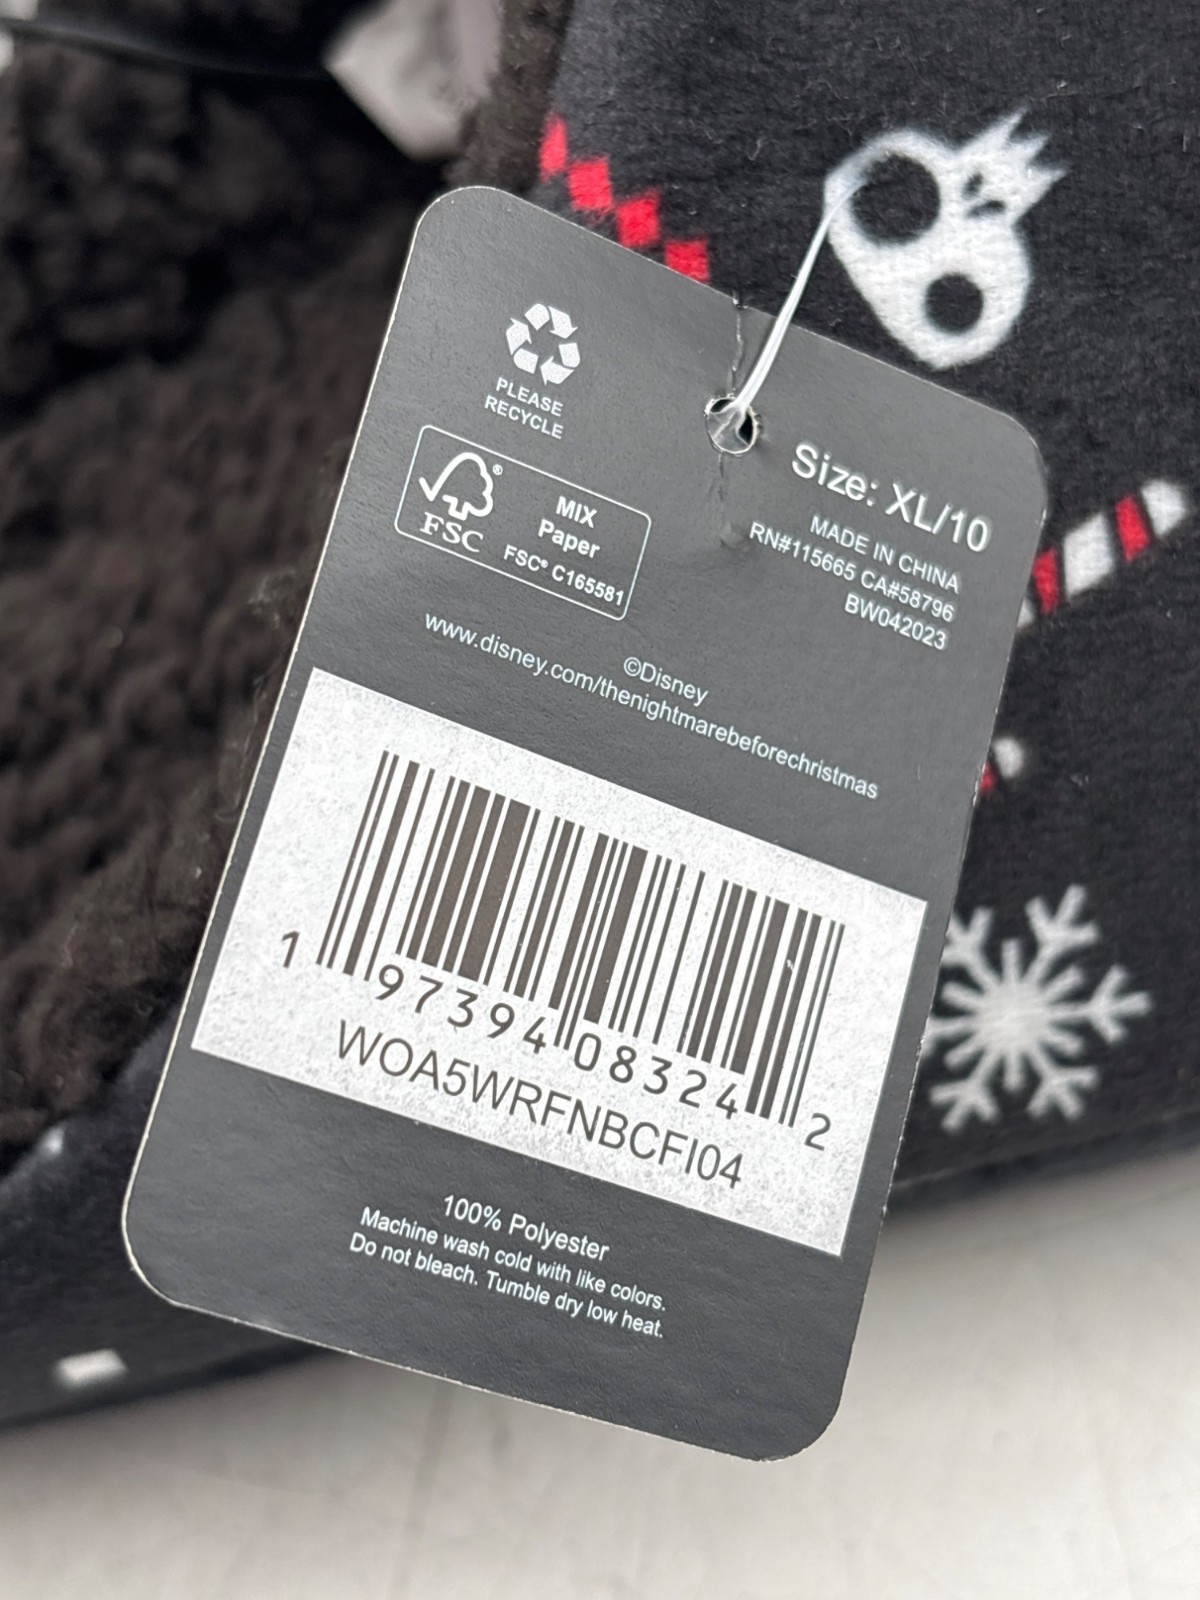 PLEASE
RECYCLE
FSC®
MIX
Paper
FSC® C165581
Size: XL/10
MADE IN CHINA
RN#115665 CA#58796
BW042023
©Disney
www.disney.com/thenightmarebeforechristmas
1 97394 08324 2
WOA5WRFNBCFI04
100% Polyester
Machine wash cold with like colors.
Do not bleach. Tumble dry low heat.